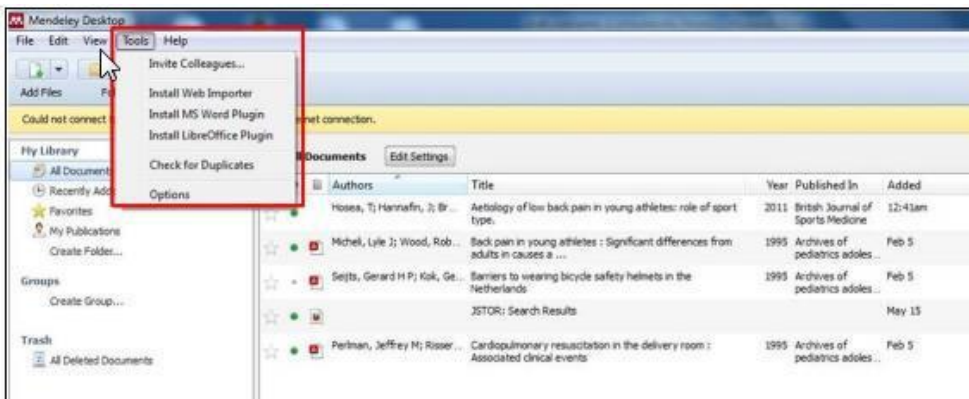 Mendeley Desktop
File Edit View Tools Help
Invite Colleagues...
Install Web Importer
Install MS Word Plugin
Install LibreOffice Plugin
Check for Duplicates
Options
Add Files
Could not connect
net connection.
My Library
All Document
Recently Add
Favorites
My Publications
Create Folder...
Groups
Create Group...
Trash
All Deleted Documents
Documents Edit Settings
Authors Title Year Published In Added
Hosea, T; Hannafin, J; Br... Aetiology of low back pain in young athletes: role of sport 2011 British Journal of 12:41am
type. Sports Medicine
Micheli, Lyle J; Wood, Rob... Back pain in young athletes : Significant differences from 1995 Archives of Feb 5
adults in causes a ... pediatrics adoles...
Seijts, Gerard H P; Kok, Ge... Barriers to wearing bicycle safety helmets in the 1995 Archives of Feb 5
Netherlands pediatrics adoles...
JSTOR: Search Results May 15
Perlman, Jeffrey M; Risser... Cardiopulmonary resuscitation in the delivery room : 1995 Archives of Feb 5
Associated clinical events pediatrics adoles...